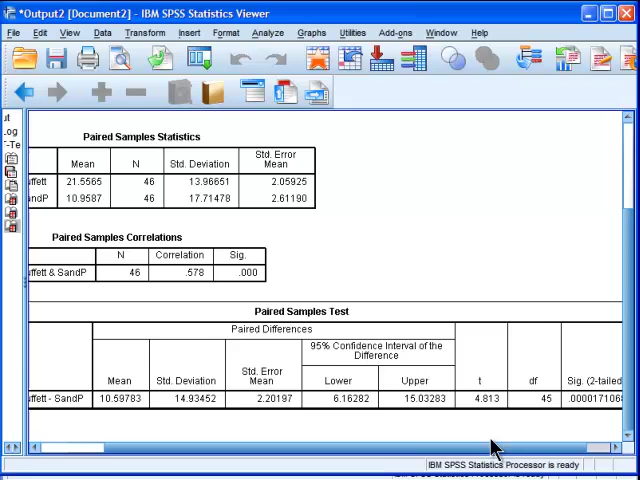 *Output2 [Document2] - IBM SPSS Statistics Viewer
File Edit View Data Transform Insert Format Analyze Graphs Utilities Add-ons Window Help
ut
Log
T-Te
Paired Samples Statistics
Mean N Std. Deviation Std. Error Mean
uffett 21.5565 46 13.96651 2.05925
andP 10.9587 46 17.71478 2.61190
Paired Samples Correlations
N Correlation Sig.
uffett & SandP 46 .578 .000
Paired Samples Test
Paired Differences
95% Confidence Interval of the Difference
Mean Std. Deviation Std. Error Mean Lower Upper t df Sig. (2-tailed
uffett - SandP 10.59783 14.93452 2.20197 6.16282 15.03283 4.813 45 .000017106
IBM SPSS Statistics Processor is ready